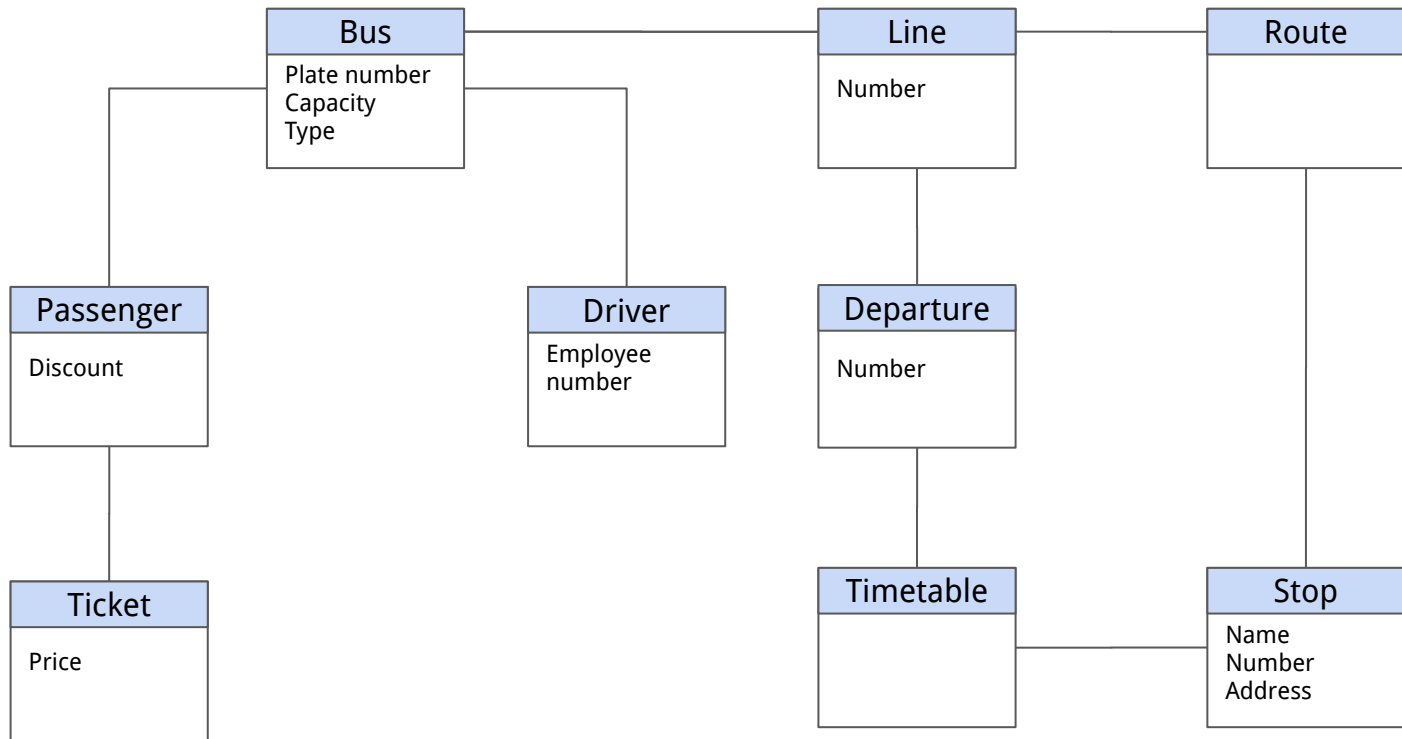 Bus
Plate number
Capacity
Type
Line
Number
Route
Passenger
Discount
Driver
Employee
number
Departure
Number
Ticket
Price
Timetable
Stop
Name
Number
Address